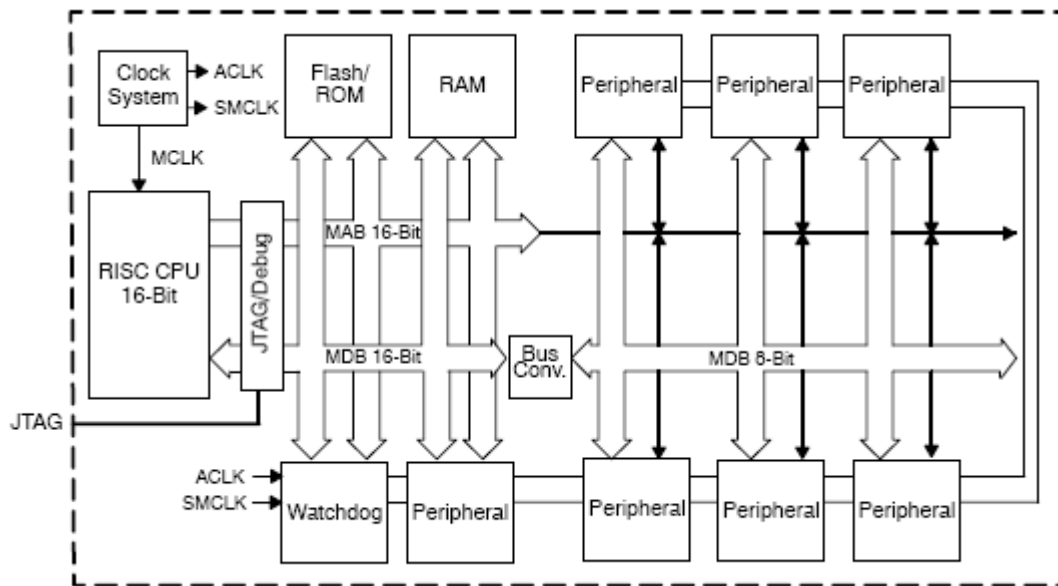 Clock
System
ACLK
SMCLK
MCLK
Flash/
ROM
RAM
Peripheral
Peripheral
Peripheral
RISC CPU
16-Bit
JTAG/Debug
MAB 16-Bit
MDB 16-Bit
Bus
Conv.
MDB 8-Bit
JTAG
ACLK
SMCLK
Watchdog
Peripheral
Peripheral
Peripheral
Peripheral